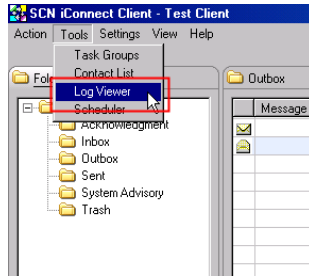 SCN iConnect Client - Test Client
Action Tools Settings View Help
Task Groups
Contact List
Log Viewer
Scheduler
Outbox
Message
Acknowledgment
Inbox
Outbox
Sent
System Advisory
Trash